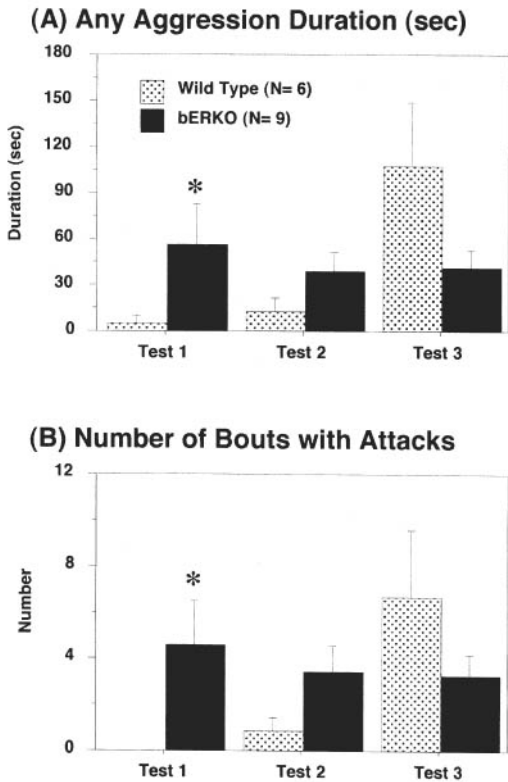 (A) Any Aggression Duration (sec)
180
150
120
90
60
30
0
Duration (sec)
Wild Type (N= 6)
bERKO (N= 9)
*
Test 1
Test 2
Test 3
(B) Number of Bouts with Attacks
12
8
4
0
Number
*
Test 1
Test 2
Test 3